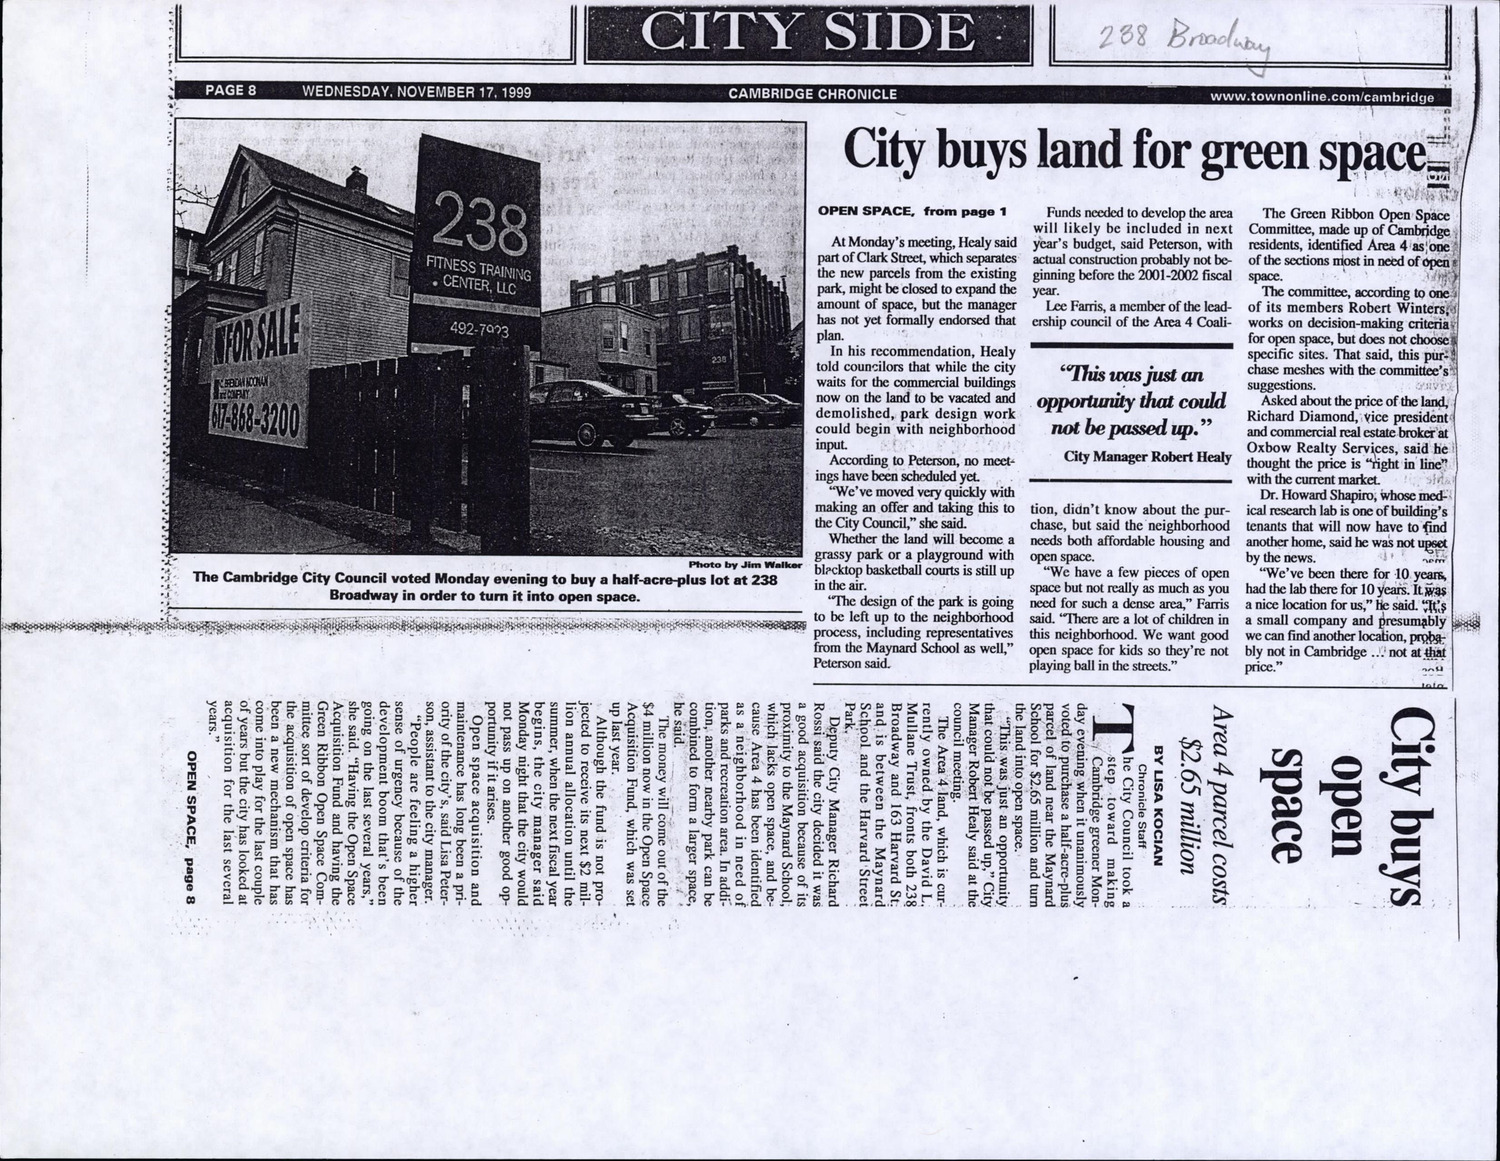 CITY SIDE
238 Broadway
PAGE 8 WEDNESDAY, NOVEMBER 17, 1999 CAMBRIDGE CHRONICLE www.townonline.com/cambridge
238
FITNESS TRAINING
CENTER, LLC
492-7923
FOR SALE
C. BRENDAN NOONAN
and COMPANY
617-868-3200
238
Photo by Jim Walker
The Cambridge City Council voted Monday evening to buy a half-acre-plus lot at 238
Broadway in order to turn it into open space.
City buys land for green space
OPEN SPACE, from page 1
At Monday's meeting, Healy said
part of Clark Street, which separates
the new parcels from the existing
park, might be closed to expand the
amount of space, but the manager
has not yet formally endorsed that
plan.
In his recommendation, Healy
told councilors that while the city
waits for the commercial buildings
now on the land to be vacated and
demolished, park design work
could begin with neighborhood
input.
According to Peterson, no meet-
ings have been scheduled yet.
"We've moved very quickly with
making an offer and taking this to
the City Council," she said.
Whether the land will become a
grassy park or a playground with
blacktop basketball courts is still up
in the air.
"The design of the park is going
to be left up to the neighborhood
process, including representatives
from the Maynard School as well,"
Peterson said.
Funds needed to develop the area
will likely be included in next
year's budget, said Peterson, with
actual construction probably not be-
ginning before the 2001-2002 fiscal
year.
Lee Farris, a member of the lead-
ership council of the Area 4 Coali-
"This was just an
opportunity that could
not be passed up."
City Manager Robert Healy
tion, didn't know about the pur-
chase, but said the neighborhood
needs both affordable housing and
open space.
"We have a few pieces of open
space but not really as much as you
need for such a dense area," Farris
said. "There are a lot of children in
this neighborhood. We want good
open space for kids so they're not
playing ball in the streets."
The Green Ribbon Open Space
Committee, made up of Cambridge
residents, identified Area 4 as one
of the sections most in need of open
space.
The committee, according to one
of its members Robert Winters,
works on decision-making criteria
for open space, but does not choose
specific sites. That said, this pur-
chase meshes with the committee's
suggestions.
Asked about the price of the land,
Richard Diamond, vice president
and commercial real estate broker at
Oxbow Realty Services, said he
thought the price is "right in line"
with the current market.
Dr. Howard Shapiro, whose med-
ical research lab is one of building's
tenants that will now have to find
another home, said he was not upset
by the news.
"We've been there for 10 years,
had the lab there for 10 years. It was
a nice location for us," he said. "It's
a small company and presumably
we can find another location, proba-
bly not in Cambridge ... not at that
price."
City buys
open
space
Area 4 parcel costs
$2.65 million
BY LISA KOCIAN
Chronicle Staff
The City Council took a
step toward making
Cambridge greener Mon-
day evening when it unanimously
voted to purchase a half-acre-plus
parcel of land near the Maynard
School for $2.65 million and turn
the land into open space.
"This was just an opportunity
that could not be passed up," City
Manager Robert Healy said at the
council meeting.
The Area 4 land, which is cur-
rently owned by the David L.
Mullane Trust, fronts both 238
Broadway and 163 Harvard St.
and is between the Maynard
School and the Harvard Street
Park.
Deputy City Manager Richard
Rossi said the city decided it was
a good acquisition because of its
proximity to the Maynard School,
which lacks open space, and be-
cause Area 4 has been identified
as a neighborhood in need of
parks and recreation area. In addi-
tion, another nearby park can be
combined to form a larger space,
he said.
The money will come out of the
$4 million now in the Open Space
Acquisition Fund, which was set
up last year.
Although the fund is not pro-
jected to receive its next $2 mil-
lion annual allocation until the
summer, when the next fiscal year
begins, the city manager said
Monday night that the city would
not pass up on another good op-
portunity if it arises.
Open space acquisition and
maintenance has long been a pri-
ority of the city's, said Lisa Peter-
son, assistant to the city manager.
"People are feeling a higher
sense of urgency because of the
development boom that's been
going on the last several years,"
she said. "Having the Open Space
Acquisition Fund and having the
Green Ribbon Open Space Com-
mittee sort of develop criteria for
the acquisition of open space has
been a new mechanism that has
come into play for the last couple
of years but the city has looked at
acquisition for the last several
years."
OPEN SPACE, page 8